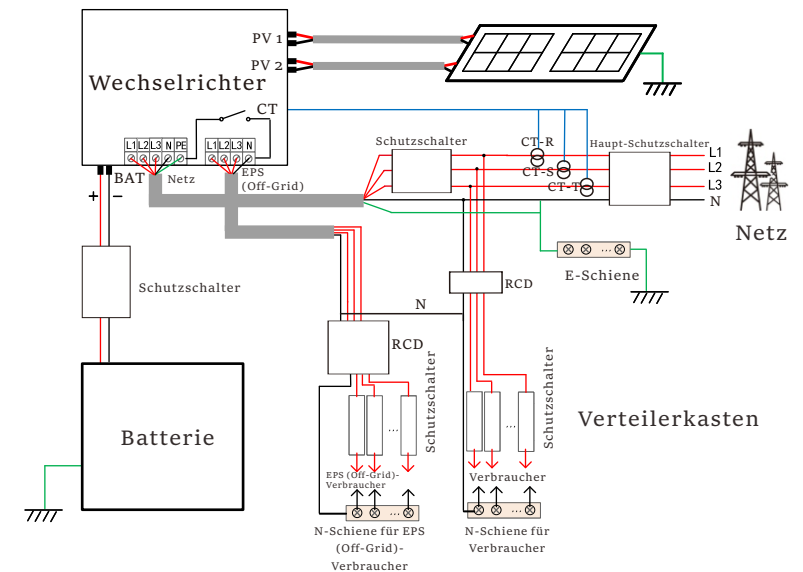 PV 1
PV 2
Wechselrichter
CT
L1 L2 L3 N PE
L1 L2 L3 N
BAT
Netz
EPS
(Off-Grid)
+
−
Schutzschalter
CT-R
CT-S
CT-T
Haupt-Schutzschalter
L1
L2
L3
N
Netz
E-Schiene
Schutzschalter
RCD
N
RCD
Schutzschalter
Schutzschalter
Batterie
Verteilerkasten
...
...
EPS (Off-Grid)-
Verbraucher
Verbraucher
...
...
N-Schiene für EPS
(Off-Grid)-
Verbraucher
N-Schiene für
Verbraucher